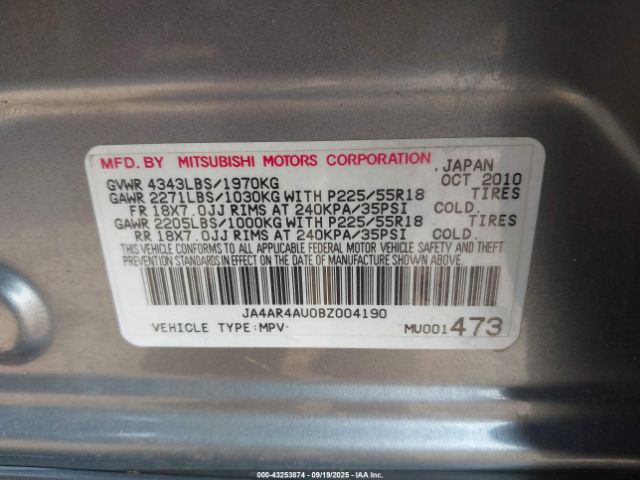 MFD. BY MITSUBISHI MOTORS CORPORATION JAPAN
GVWR 4343LBS/1970KG OCT 2010
GAWR 2271LBS/1030KG WITH P225/55R18 TIRES
FR 18X7.0JJ RIMS AT 240KPA/35PSI COLD.
GAWR 2205LBS/1000KG WITH P225/55R18 TIRES
RR 18X7.0JJ RIMS AT 240KPA/35PSI COLD.
THIS VEHICLE CONFORMS TO ALL APPLICABLE FEDERAL MOTOR VEHICLE SAFETY AND THEFT
PREVENTION STANDARDS IN EFFECT ON THE DATE OF MANUFACTURE SHOWN ABOVE.
JA4AR4AU0BZ004190
VEHICLE TYPE:MPV MU001473
000-43253874 - 09/19/2025 - IAAI.com